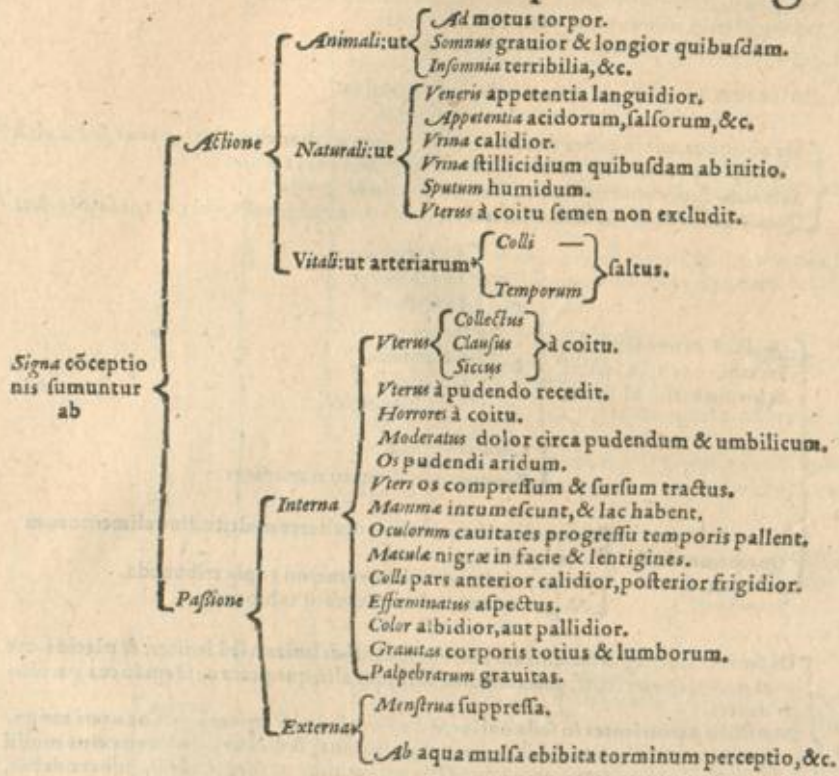 Ad motus torpor.
Animali:ut
Somnus grauior & longior quibuſdam.
Inſomnia terribilia,&c.
Veneris appetentia languidior.
Appetentia acidorum,ſalſorum,&c.
Actione
Naturali:ut
Vrina calidior.
Vrinæ ſtillicidium quibuſdam ab initio.
Sputum humidum.
Vterus à coitu ſemen non excludit.
Vitali:ut arteriarum
Colli —
Temporum
ſaltus.
Signa cōceptio
nis ſumuntur
ab
Vterus
Collectus
Clauſus
Siccus
à coitu.
Vterus à pudendo recedit.
Horrores à coitu.
Moderatus dolor circa pudendum & umbilicum.
Os pudendi aridum.
Vteri os compreſſum & ſurſum tractus.
Interna
Mammæ intumeſcunt,& lac habent.
Oculorum cauitates progreſſu temporis pallent.
Maculæ nigræ in facie & lentigines.
Colli pars anterior calidior,poſterior frigidior.
Paſſione
Effœminatus aſpectus.
Color albidior,aut pallidior.
Grauitas corporis totius & lumborum.
Palpebrarum grauitas.
Externa
Menſtrua ſuppreſſa.
Ab aqua mulſa ebibita torminum perceptio,&c.